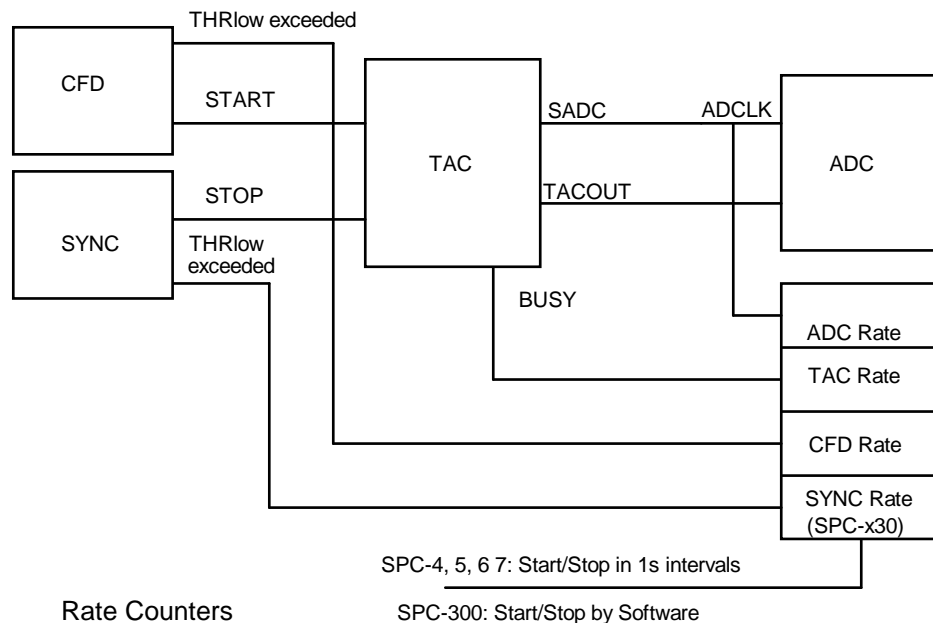 THRlow exceeded
CFD
START
SADC
ADCLK
TAC
ADC
STOP
TACOUT
SYNC
THRlow
exceeded
BUSY
ADC Rate
TAC Rate
CFD Rate
SYNC Rate
(SPC-x30)
SPC-4, 5, 6 7: Start/Stop in 1s intervals
Rate Counters
SPC-300: Start/Stop by Software